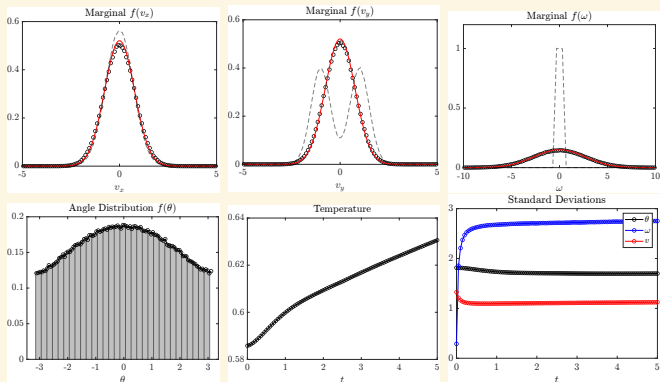 Marginal f(v_x)
0.6
0.4
0.2
0
-5 0 5
v_x
Marginal f(v_y)
0.6
0.4
0.2
0
-5 0 5
v_y
Marginal f(ω)
1
0.5
0
-10 -5 0 5 10
ω
Angle Distribution f(θ)
0.2
0.15
0.1
0.05
0
-3 -2 -1 0 1 2 3
θ
Temperature
0.64
0.62
0.6
0.58
0 1 2 3 4 5
t
Standard Deviations
3
2
1
0
0 1 2 3 4 5
t
θ
ω
v